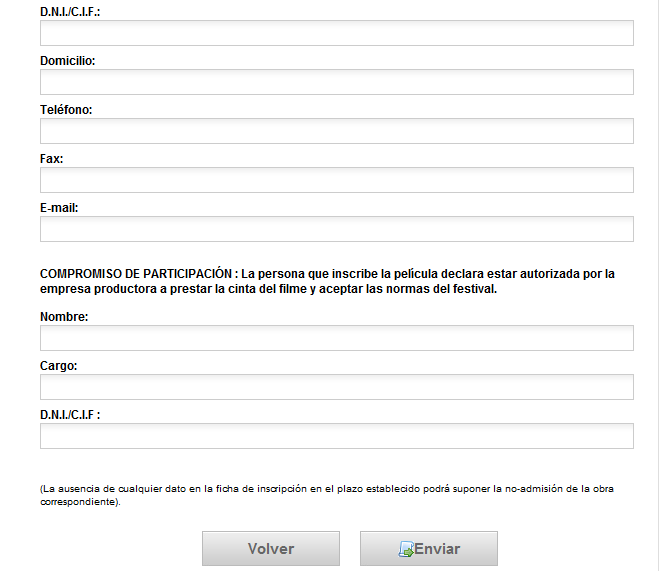 D.N.I./C.I.F.:
Domicilio:
Teléfono:
Fax:
E-mail:
COMPROMISO DE PARTICIPACIÓN : La persona que inscribe la película declara estar autorizada por la
empresa productora a prestar la cinta del filme y aceptar las normas del festival.
Nombre:
Cargo:
D.N.I./C.I.F :
(La ausencia de cualquier dato en la ficha de inscripción en el plazo establecido podrá suponer la no-admisión de la obra
correspondiente).
Volver Enviar